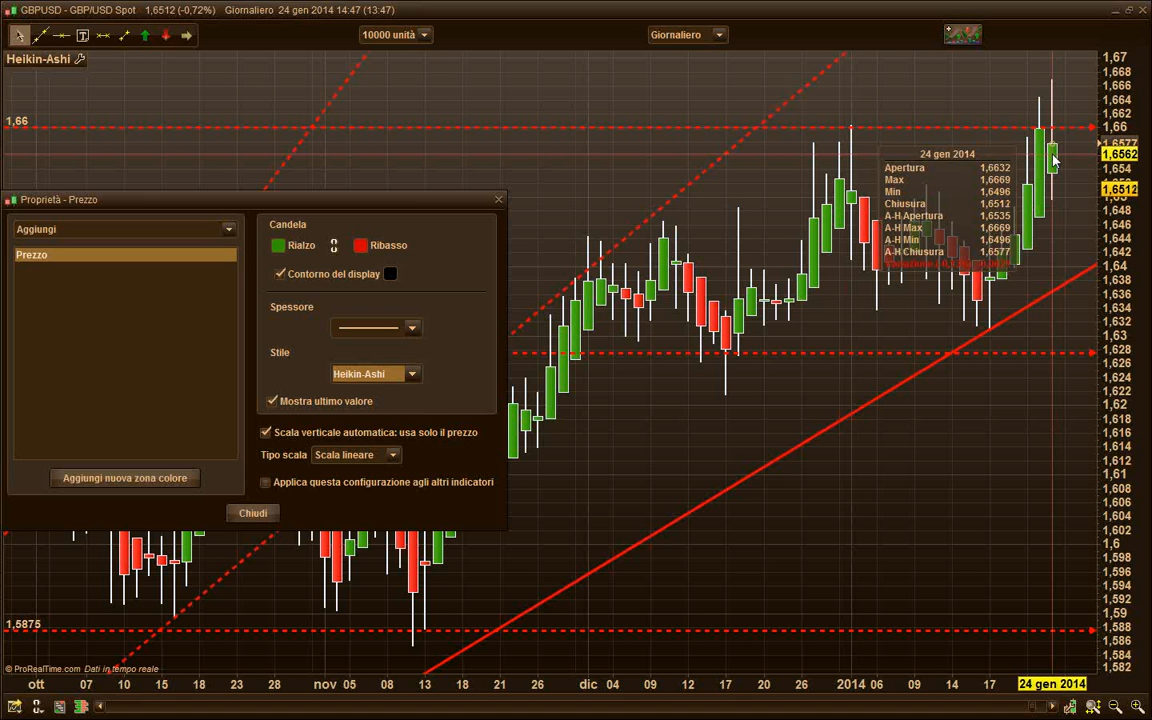 GBPUSD - GBP/USD Spot 1,6512 (-0,72%) Giornaliero 24 gen 2014 14:47 (13:47)
10000 unità Giornaliero
Heikin-Ashi
1,66
1,5875
Proprietà - Prezzo
Aggiungi
Prezzo
Aggiungi nuova zona colore
Candela
Rialzo Ribasso
Contorno del display
Spessore
Stile
Heikin-Ashi
Mostra ultimo valore
Scala verticale automatica: usa solo il prezzo
Tipo scala Scala lineare
Applica questa configurazione agli altri indicatori
Chiudi
24 gen 2014
Apertura 1,6632
Max 1,6669
Min 1,6496
Chiusura 1,6512
A-H Apertura 1,6535
A-H Max 1,6669
A-H Min 1,6496
A-H Chiusura 1,6577
1,67
1,668
1,666
1,664
1,662
1,66
1,6577
1,6562
1,654
1,6512
1,648
1,646
1,644
1,642
1,64
1,638
1,636
1,634
1,632
1,63
1,628
1,626
1,624
1,622
1,62
1,618
1,616
1,614
1,612
1,61
1,608
1,606
1,604
1,602
1,6
1,598
1,596
1,594
1,592
1,59
1,588
1,586
1,584
1,582
© ProRealTime.com Dati in tempo reale
ott 07 10 15 18 23 28 nov 05 08 13 18 21 26 dic 04 09 12 17 20 26 2014 06 09 14 17 24 gen 2014